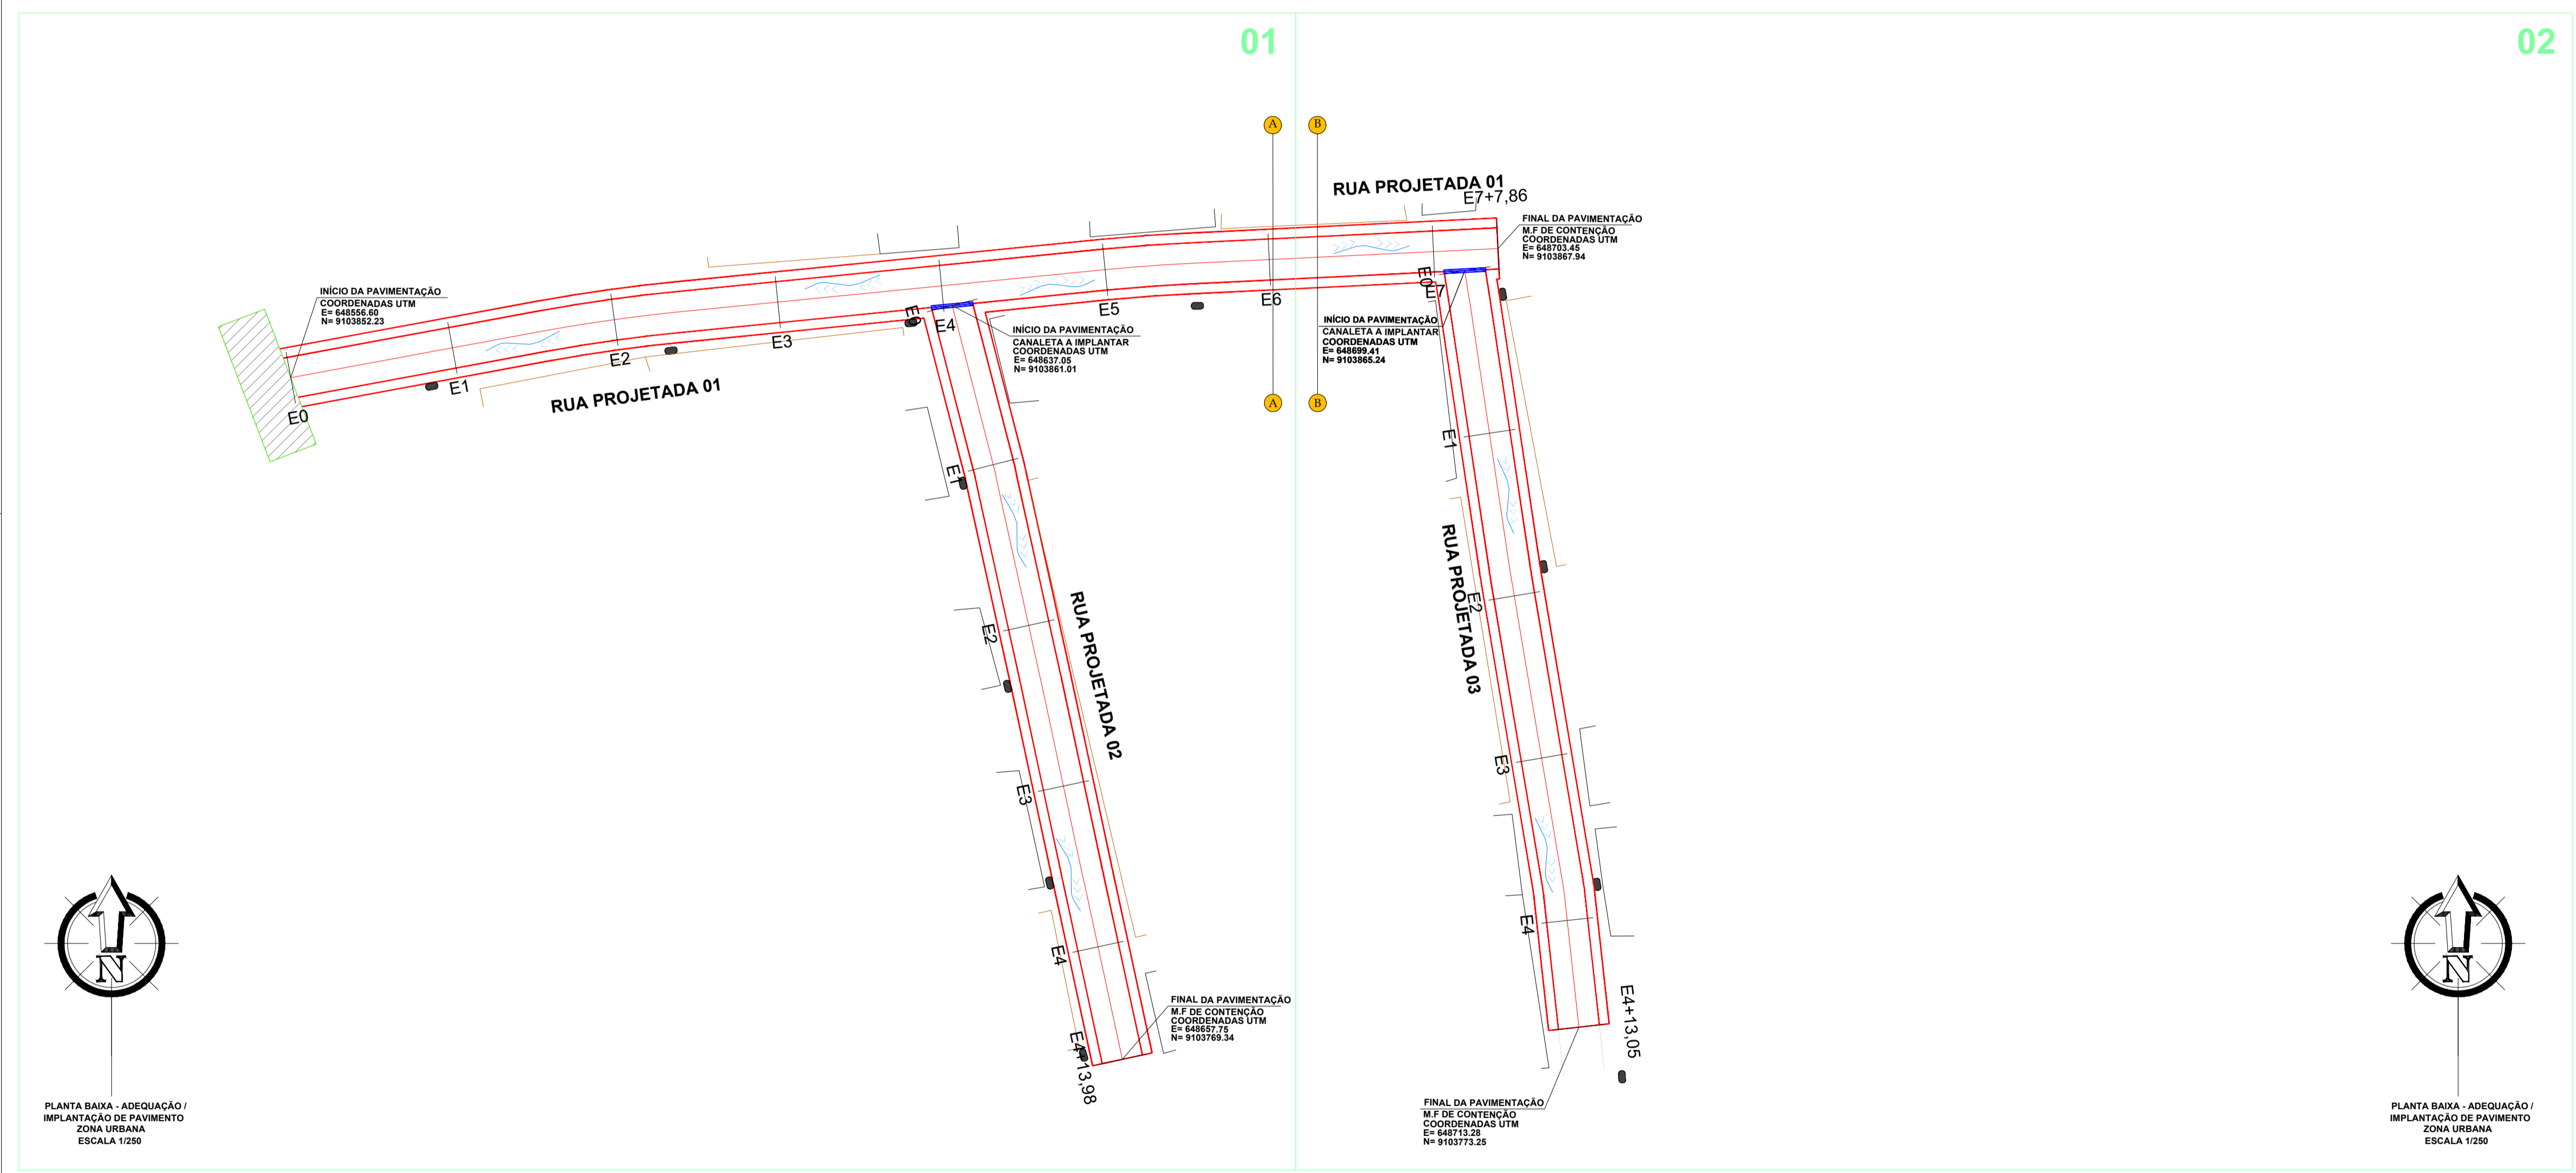 01
02
A
B
RUA PROJETADA 01
E7+7,86
FINAL DA PAVIMENTAÇÃO
M.F DE CONTENÇÃO
COORDENADAS UTM
E= 648703.45
N= 9103867.94
INÍCIO DA PAVIMENTAÇÃO
COORDENADAS UTM
E= 648556.60
N= 9103852.23
E0
E1
E2
E3
E4
E5
E6
E7
RUA PROJETADA 01
E0
INÍCIO DA PAVIMENTAÇÃO
CANALETA A IMPLANTAR
COORDENADAS UTM
E= 648637.05
N= 9103861.01
E0
INÍCIO DA PAVIMENTAÇÃO
CANALETA A IMPLANTAR
COORDENADAS UTM
E= 648699.41
N= 9103865.24
A
B
E1
E2
E3
E4
RUA PROJETADA 02
E4+13,98
FINAL DA PAVIMENTAÇÃO
M.F DE CONTENÇÃO
COORDENADAS UTM
E= 648657.75
N= 9103769.34
E1
E2
E3
E4
RUA PROJETADA 03
E4+13,05
FINAL DA PAVIMENTAÇÃO
M.F DE CONTENÇÃO
COORDENADAS UTM
E= 648713.28
N= 9103773.25
N
PLANTA BAIXA - ADEQUAÇÃO /
IMPLANTAÇÃO DE PAVIMENTO
ZONA URBANA
ESCALA 1/250
N
PLANTA BAIXA - ADEQUAÇÃO /
IMPLANTAÇÃO DE PAVIMENTO
ZONA URBANA
ESCALA 1/250